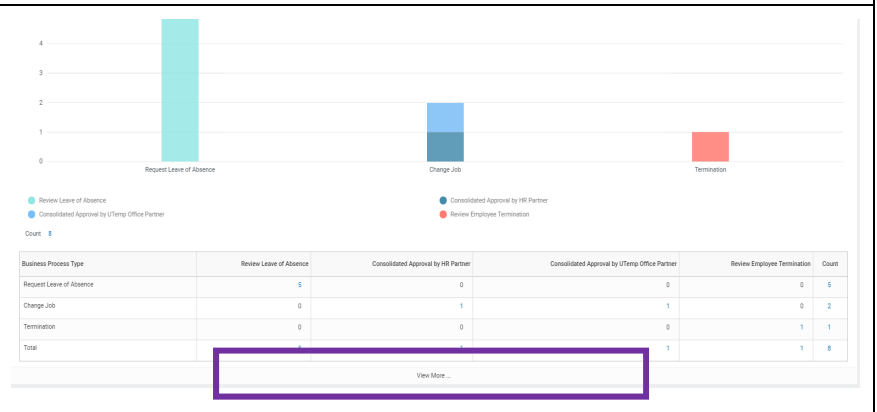 4
3
2
1
0
Request Leave of Absence Change Job Termination
Review Leave of Absence Consolidated Approval by HR Partner
Consolidated Approval by UTemp Office Partner Review Employee Termination
Count 8
Business Process Type Review Leave of Absence Consolidated Approval by HR Partner Consolidated Approval by UTemp Office Partner Review Employee Termination Count
Request Leave of Absence 5 0 0 0 5
Change Job 0 1 1 0 2
Termination 0 0 0 1 1
Total 1 1 8
View More ...